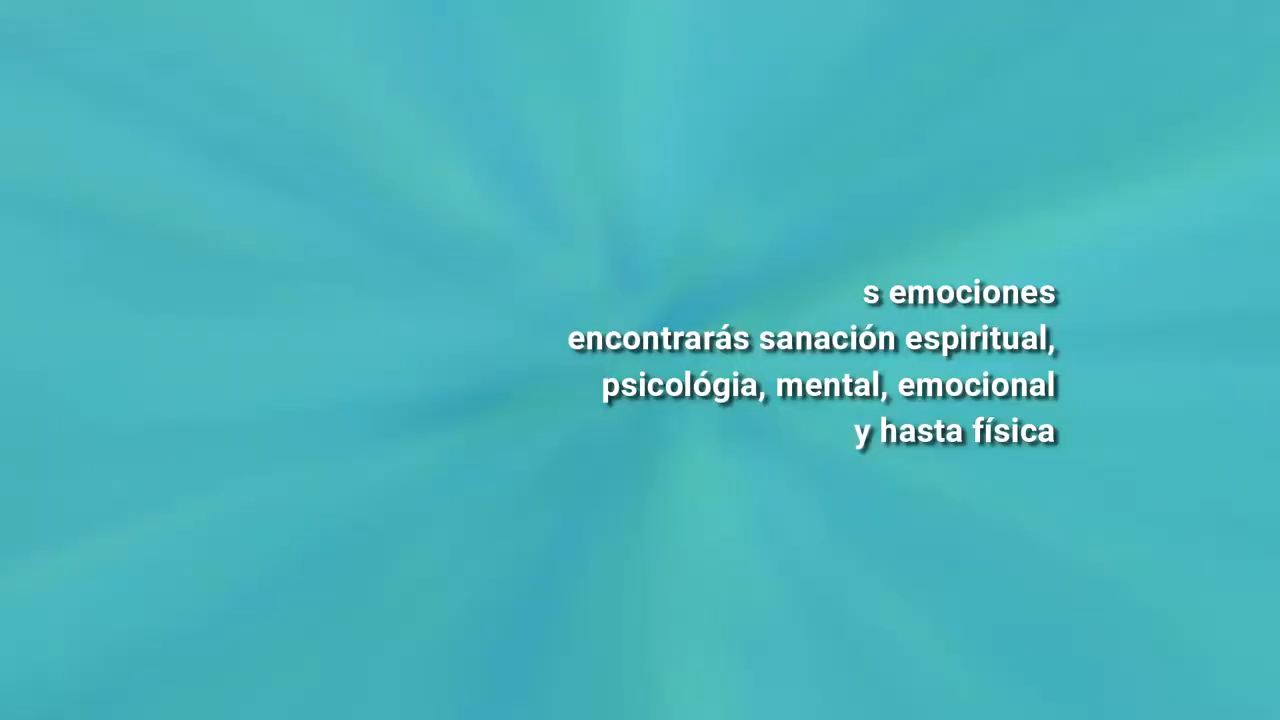 s emociones
encontrarás sanación espiritual,
psicológia, mental, emocional
y hasta física